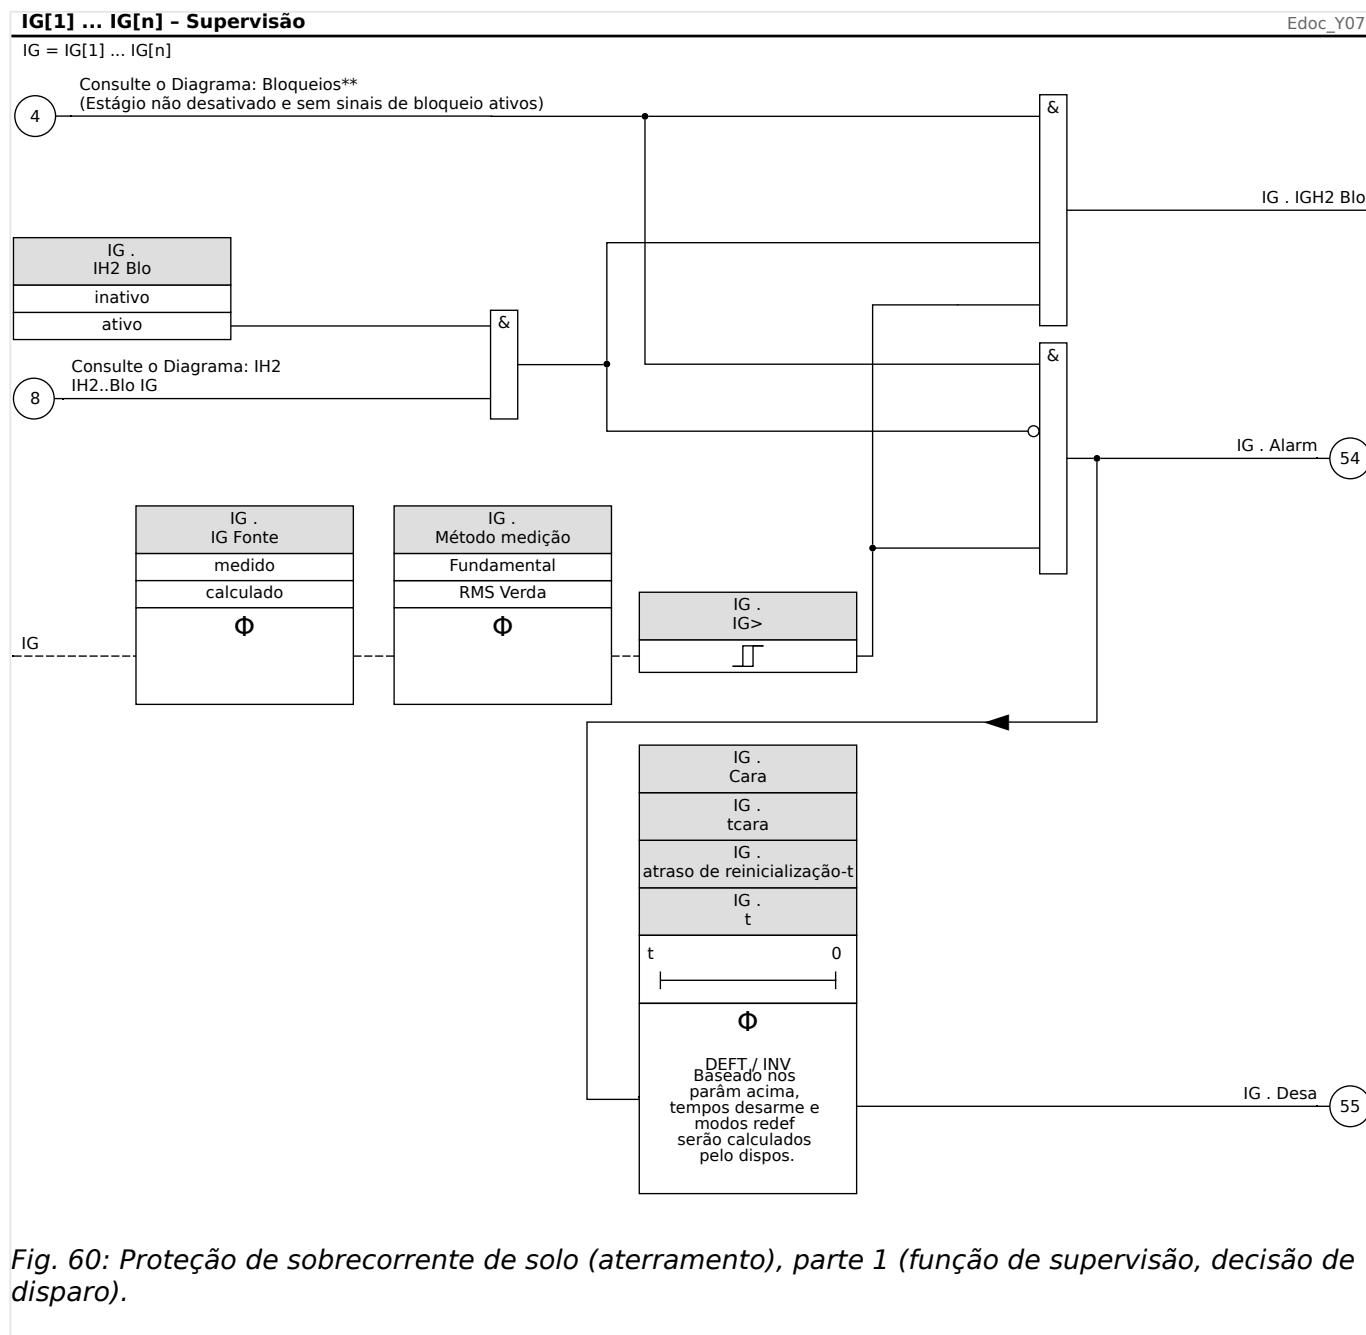 IG[1] ... IG[n] – Supervisão
Edoc_Y07
IG = IG[1] ... IG[n]
Consulte o Diagrama: Bloqueios**
(Estágio não desativado e sem sinais de bloqueio ativos)
4
&
IG . IGH2 Blo
IG .
IH2 Blo
inativo
ativo
&
&
Consulte o Diagrama: IH2
IH2..Blo IG
8
IG . Alarm
54
IG .
IG Fonte
medido
calculado
Φ
IG .
Método medição
Fundamental
RMS Verda
Φ
IG .
IG>
IG
IG .
Cara
IG .
tcara
IG .
atraso de reinicialização-t
IG .
t
t 0
Φ
DEFT / INV
Baseado nos
parâm acima,
tempos desarme e
modos redef
serão calculados
pelo dispos.
IG . Desa
55
Fig. 60: Proteção de sobrecorrente de solo (aterramento), parte 1 (função de supervisão, decisão de
disparo).